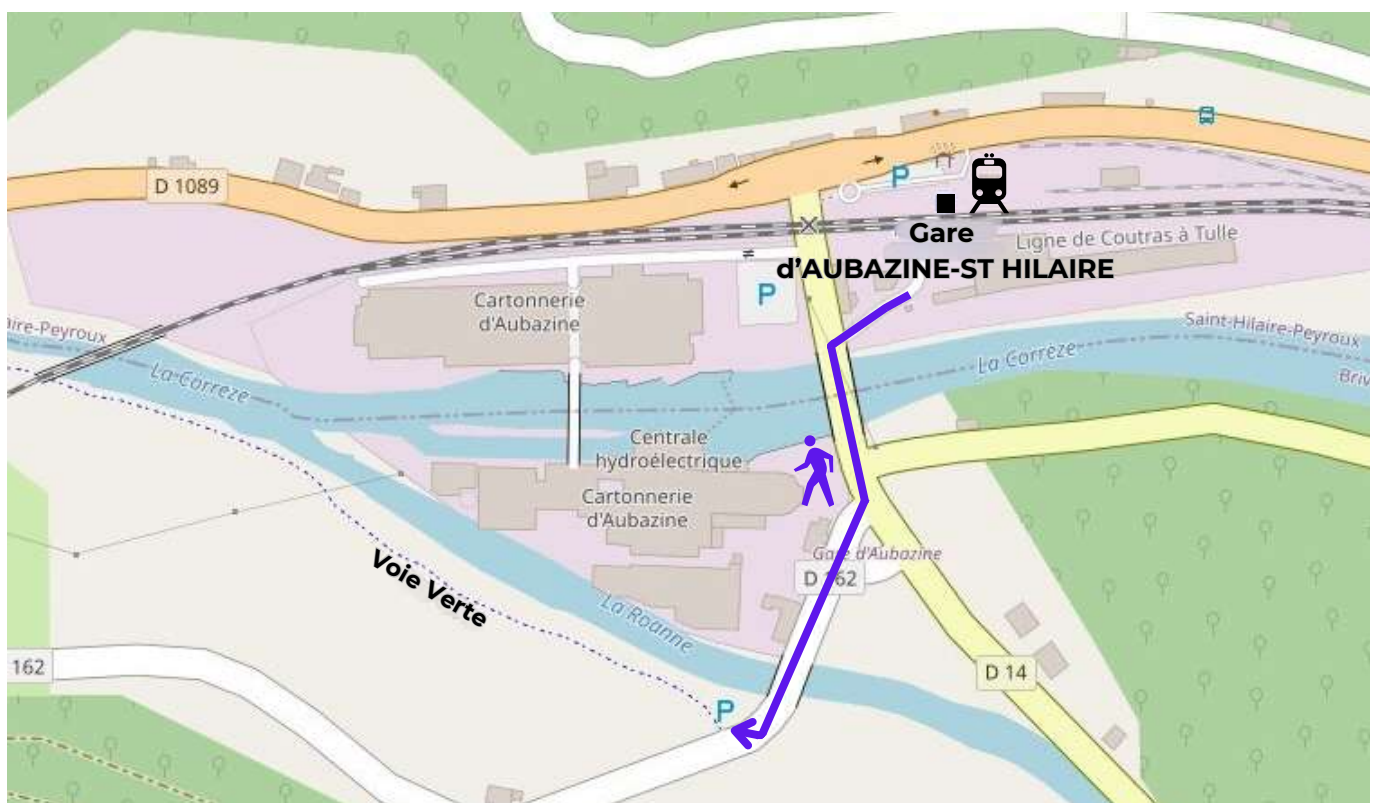 D 1089
P
Gare
d'AUBAZINE-ST HILAIRE
Ligne de Coutras à Tulle
P
Cartonnerie
d'Aubazine
Saint-Hilaire-Peyroux
aire-Peyroux
La Corrèze
La Corrèze
Briv
Centrale
hydroélectrique
Cartonnerie
d'Aubazine
Gare d'Aubazine
D 162
Voie Verte
La Roanne
162
D 14
P